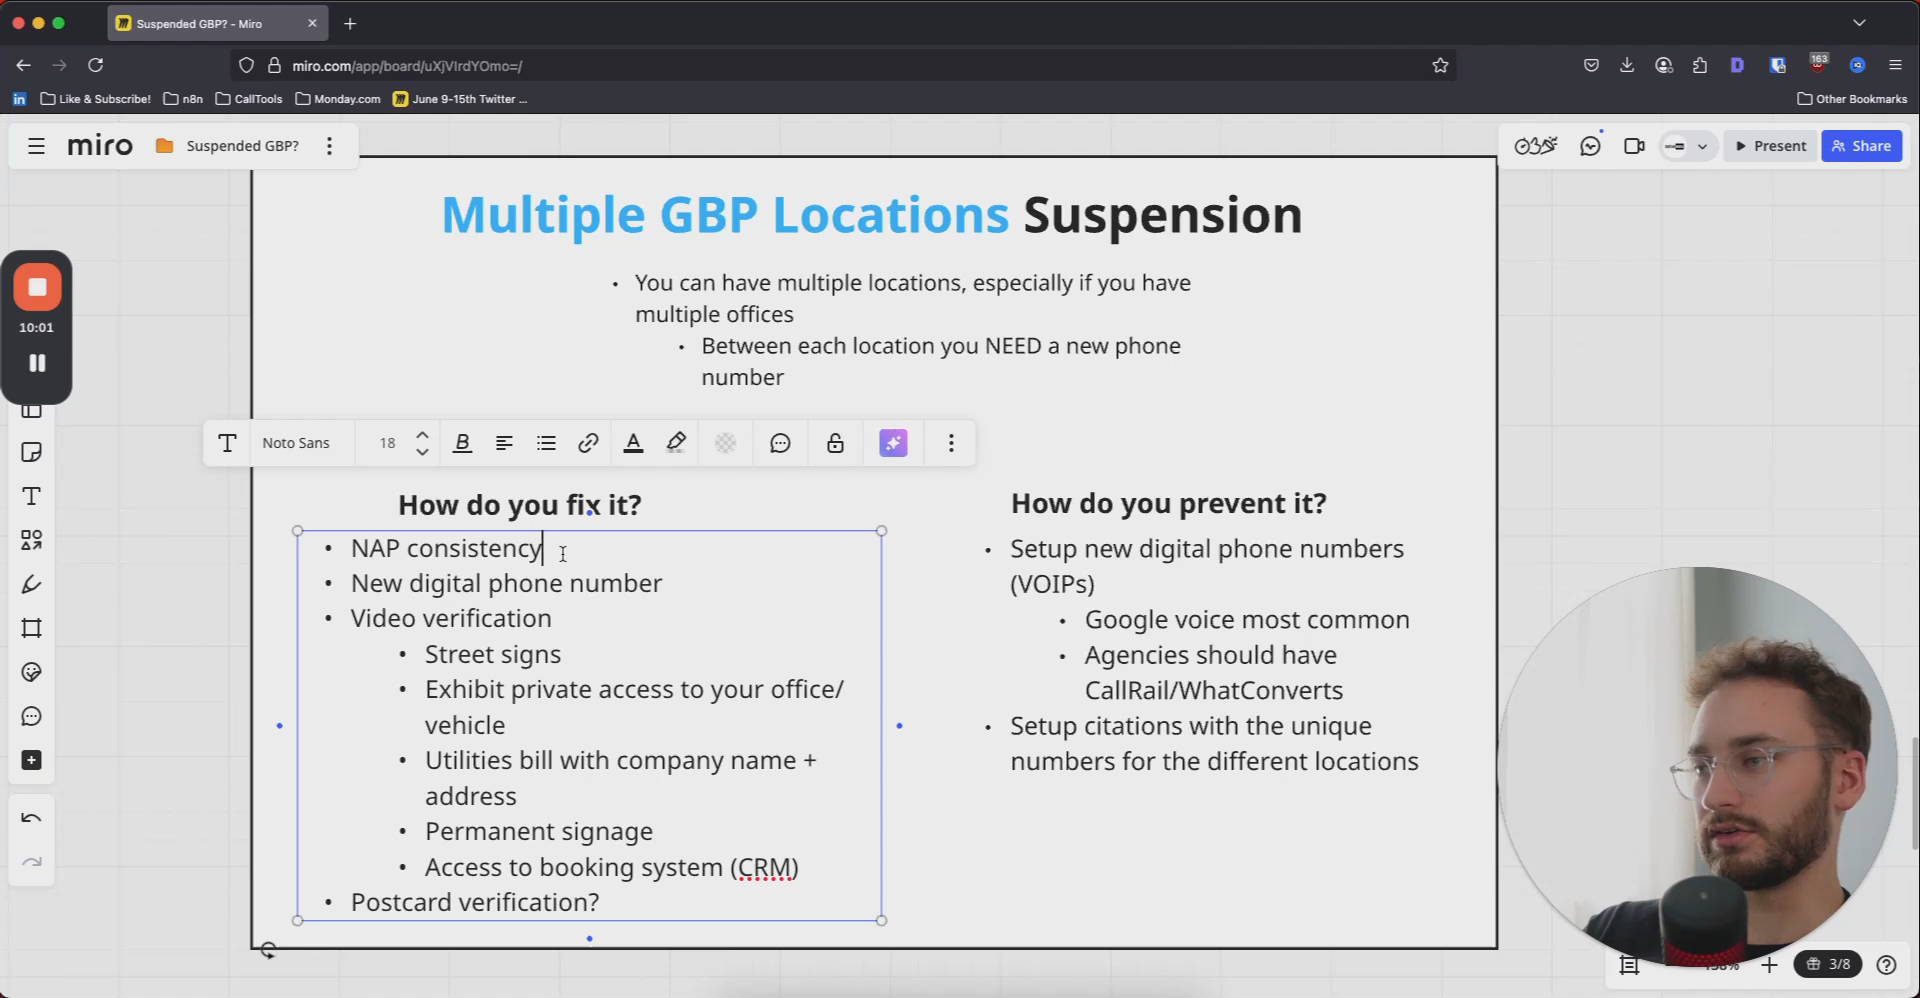 Suspended GBP? - Miro
miro.com/app/board/uXjVIrdYOmo=/
163
Like & Subscribe!
n8n
CallTools
Monday.com
June 9-15th Twitter ...
Other Bookmarks
miro
Suspended GBP?
Present
Share
Multiple GBP Locations Suspension
• You can have multiple locations, especially if you have
multiple offices
• Between each location you NEED a new phone
number
10:01
Noto Sans
18
How do you fix it?
• NAP consistency
• New digital phone number
• Video verification
• Street signs
• Exhibit private access to your office/
vehicle
• Utilities bill with company name +
address
• Permanent signage
• Access to booking system (CRM)
• Postcard verification?
How do you prevent it?
• Setup new digital phone numbers
(VOIPs)
• Google voice most common
• Agencies should have
CallRail/WhatConverts
• Setup citations with the unique
numbers for the different locations
3/8